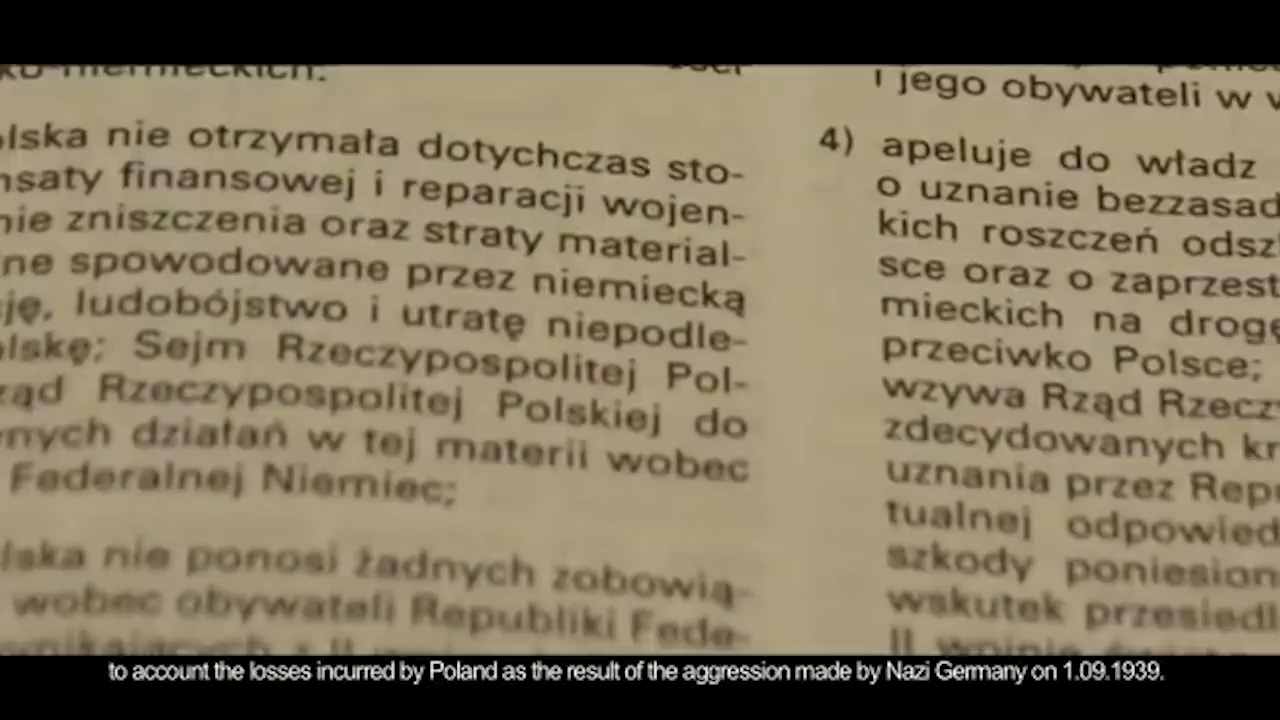 ko-niemieckich.
lska nie otrzymała dotychczas sto-
nsaty finansowej i reparacji wojen-
nie zniszczenia oraz straty material-
ne spowodowane przez niemiecką
ję, ludobójstwo i utratę niepodle-
lskę; Sejm Rzeczypospolitej Pol-
ząd Rzeczypospolitej Polskiej do
nych działań w tej materii wobec
Federalnej Niemiec;
lska nie ponosi żadnych zobowią-
wobec obywateli Republiki Fede-
i jego obywateli w w
4) apeluje do władz
o uznanie bezzasad
kich roszczeń odsz
sce oraz o zaprzest
mieckich na drogę
przeciwko Polsce;
wzywa Rząd Rzecz
zdecydowanych kr
uznania przez Repu
tualnej odpowied
szkody poniesion
wskutek przesiedl
II wojnie
to account the losses incurred by Poland as the result of the aggression made by Nazi Germany on 1.09.1939.